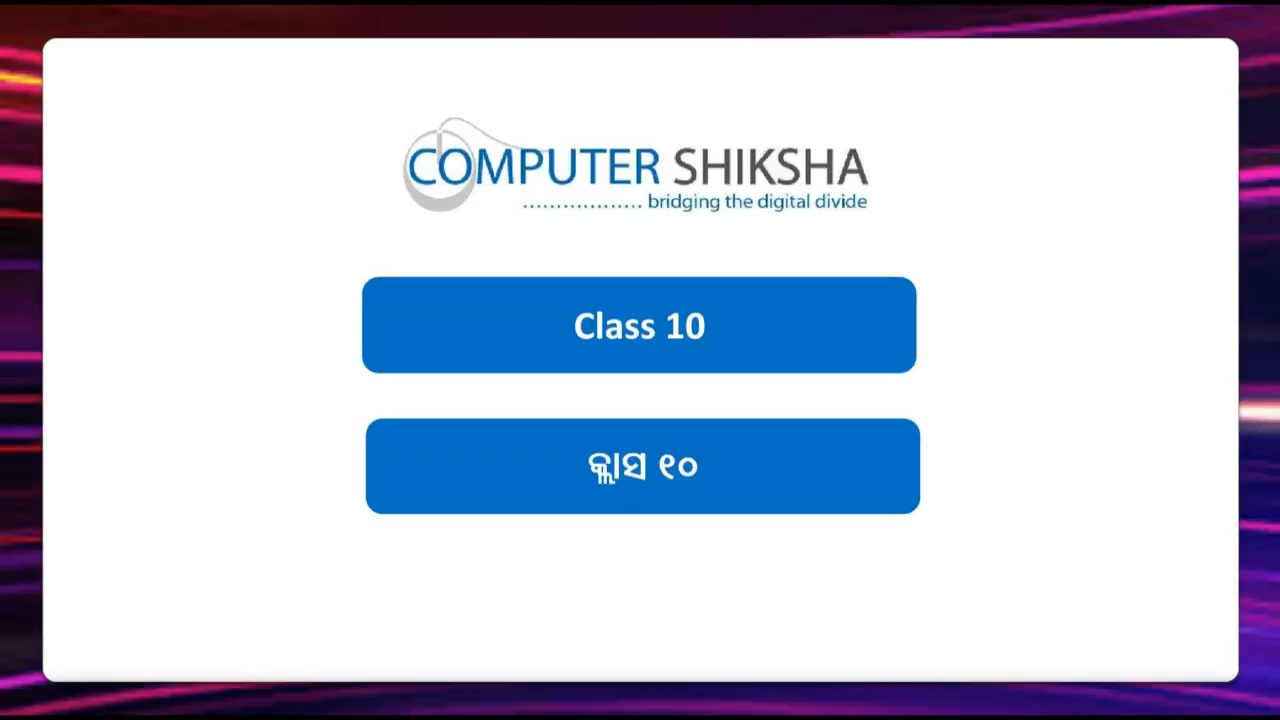 COMPUTER SHIKSHA
.................. bridging the digital divide
Class 10
କ୍ଲାସ ୧୦